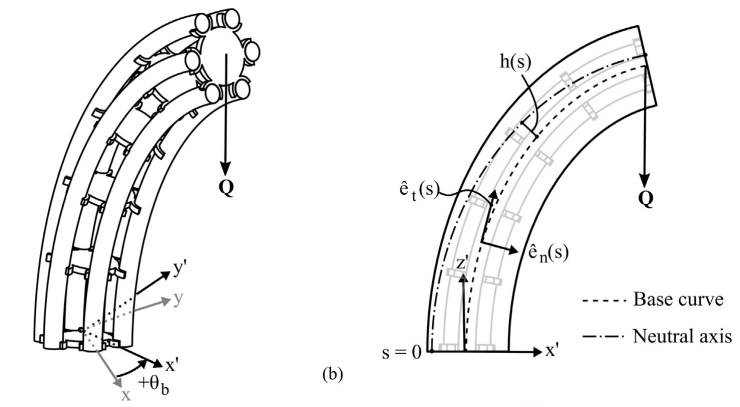 Q
y'
y
x'
x
+θb
(b)
h(s)
êt(s)
ên(s)
z'
Q
s = 0
x'
Base curve
Neutral axis